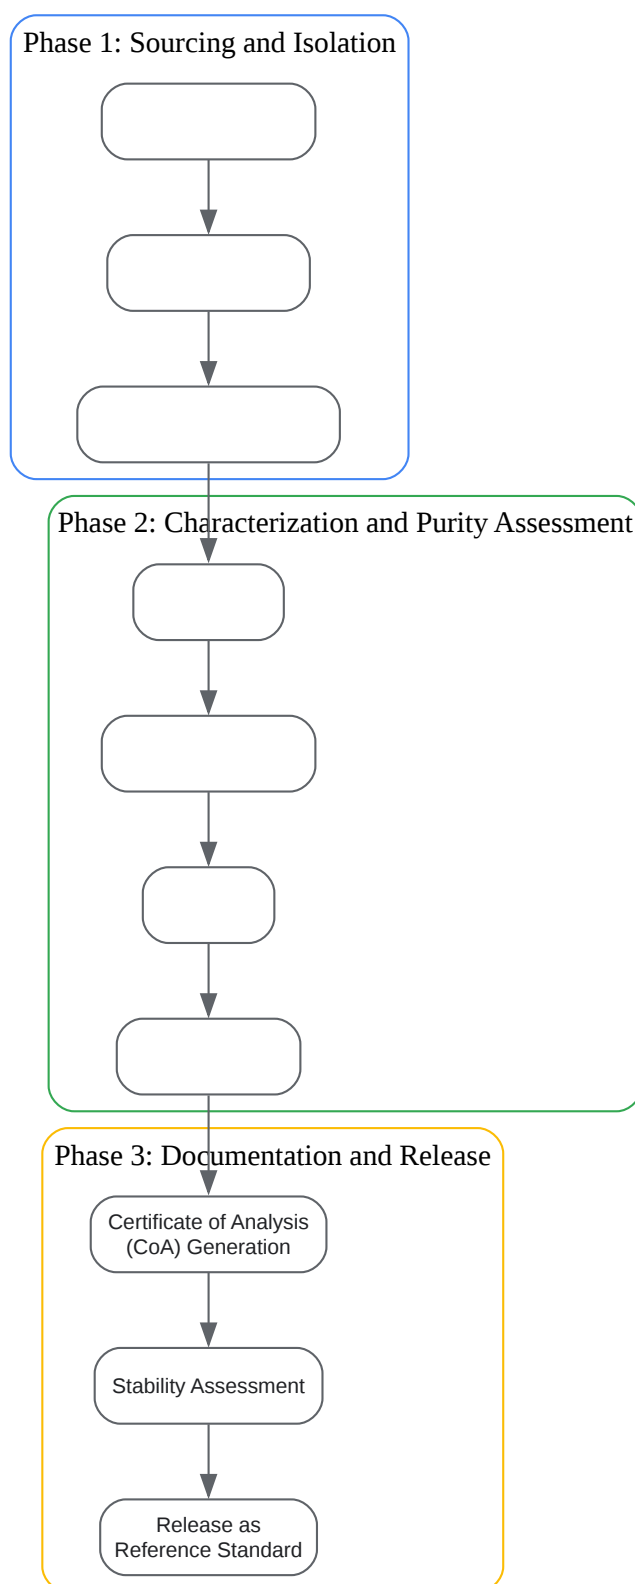 Phase 1: Sourcing and Isolation
Phase 2: Characterization and Purity Assessment
Phase 3: Documentation and Release
Certificate of Analysis
(CoA) Generation
Stability Assessment
Release as
Reference Standard